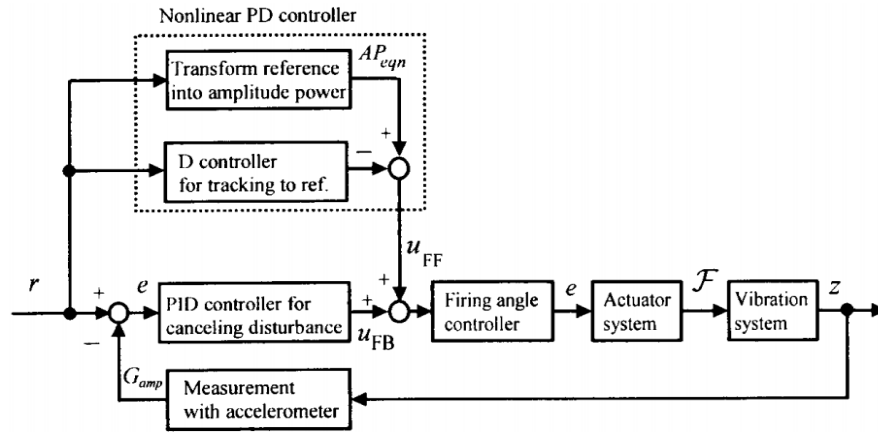 Nonlinear PD controller
Transform reference
into amplitude power
AP_eqn
+
D controller
for tracking to ref.
−
u_FF
r
+
e
PID controller for
canceling disturbance
+
+
u_FB
Firing angle
controller
e
Actuator
system
ℱ
Vibration
system
z
−
G_amp
Measurement
with accelerometer